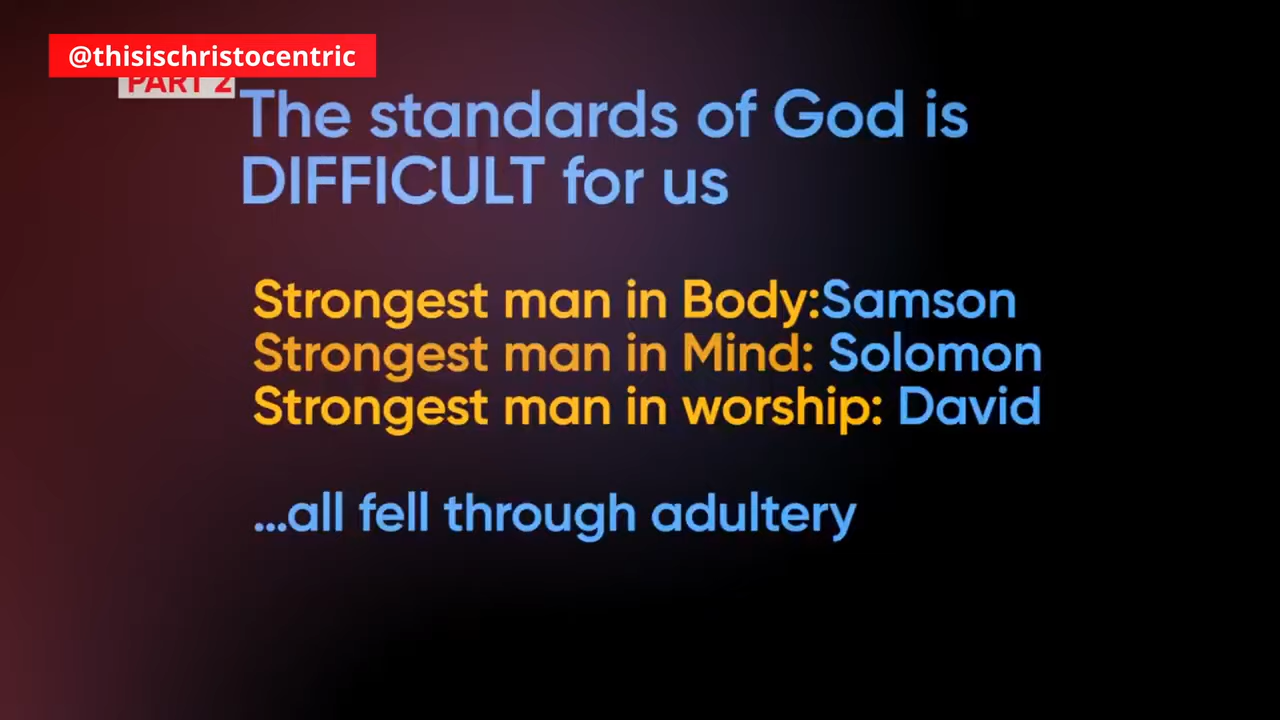 @thisischristocentric
PART 2
The standards of God is
DIFFICULT for us
Strongest man in Body:Samson
Strongest man in Mind: Solomon
Strongest man in worship: David
...all fell through adultery